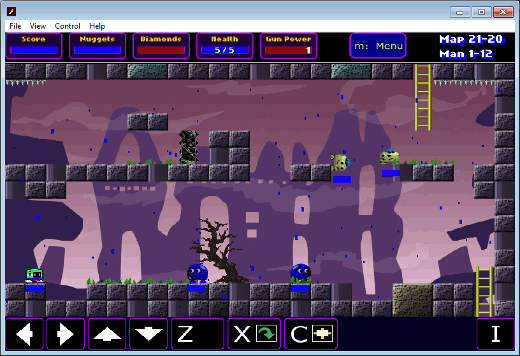 File View Control Help
Score Nuggets Diamonds Health Gun Power
5 / 5 1
m: Menu
Map 21-20
Man 1-12
Z X C I